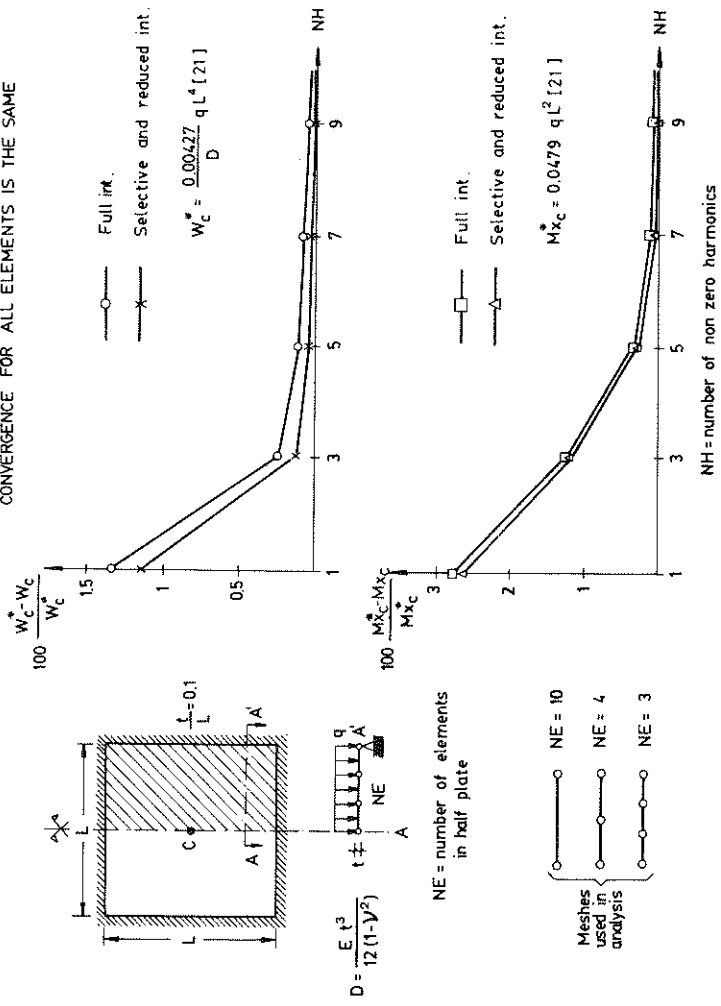 CONVERGENCE FOR ALL ELEMENTS IS THE SAME
L
L
C
t/L = 0.1
A
A'
q
A'
t
NE
A
D = E t³ / 12 (1-ν²)
NE = number of elements
in half plate
Meshes
used in
analysis
NE = 10
NE = 4
NE = 3
100 W*c - Wc / W*c
1.5
1
0.5
1
3
5
7
9
NH
Full int.
Selective and reduced int.
W*c = 0.00427 / D qL⁴ [21]
100 M*xc - Mxc / M*xc
3
2
1
1
3
5
7
9
NH
Full int.
Selective and reduced int.
M*xc = 0.0479 qL² [21]
NH = number of non zero harmonics